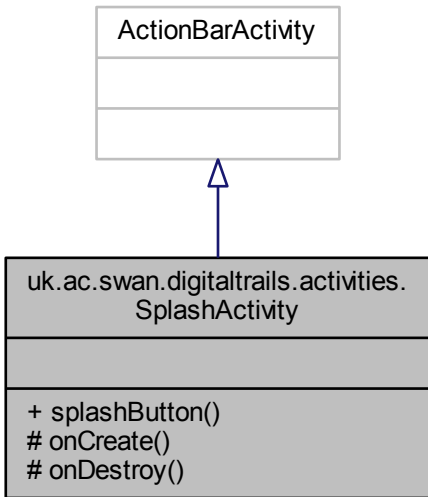 ActionBarActivity
uk.ac.swan.digitaltrails.activities.
SplashActivity
+ splashButton()
# onCreate()
# onDestroy()